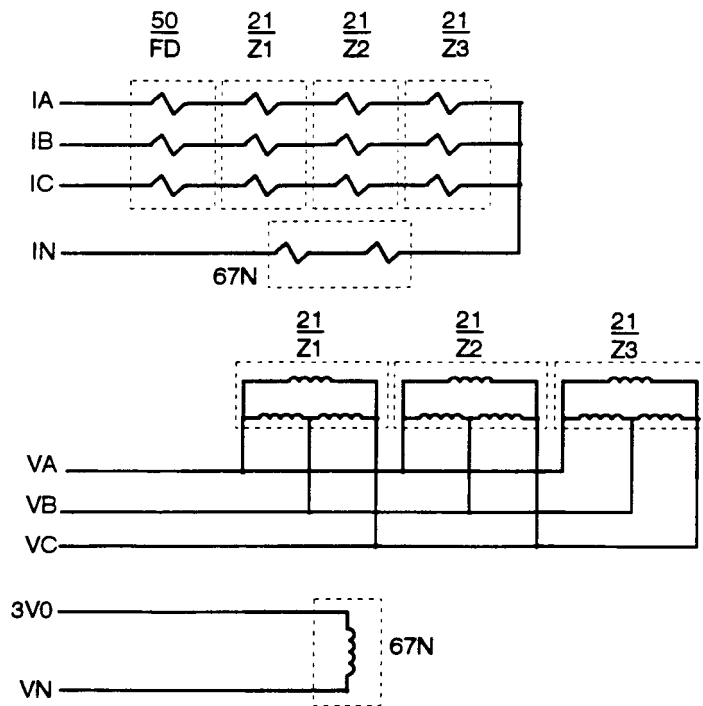 50 21 21 21
FD Z1 Z2 Z3
IA
IB
IC
IN
67N
21 21 21
Z1 Z2 Z3
VA
VB
VC
3V0
67N
VN